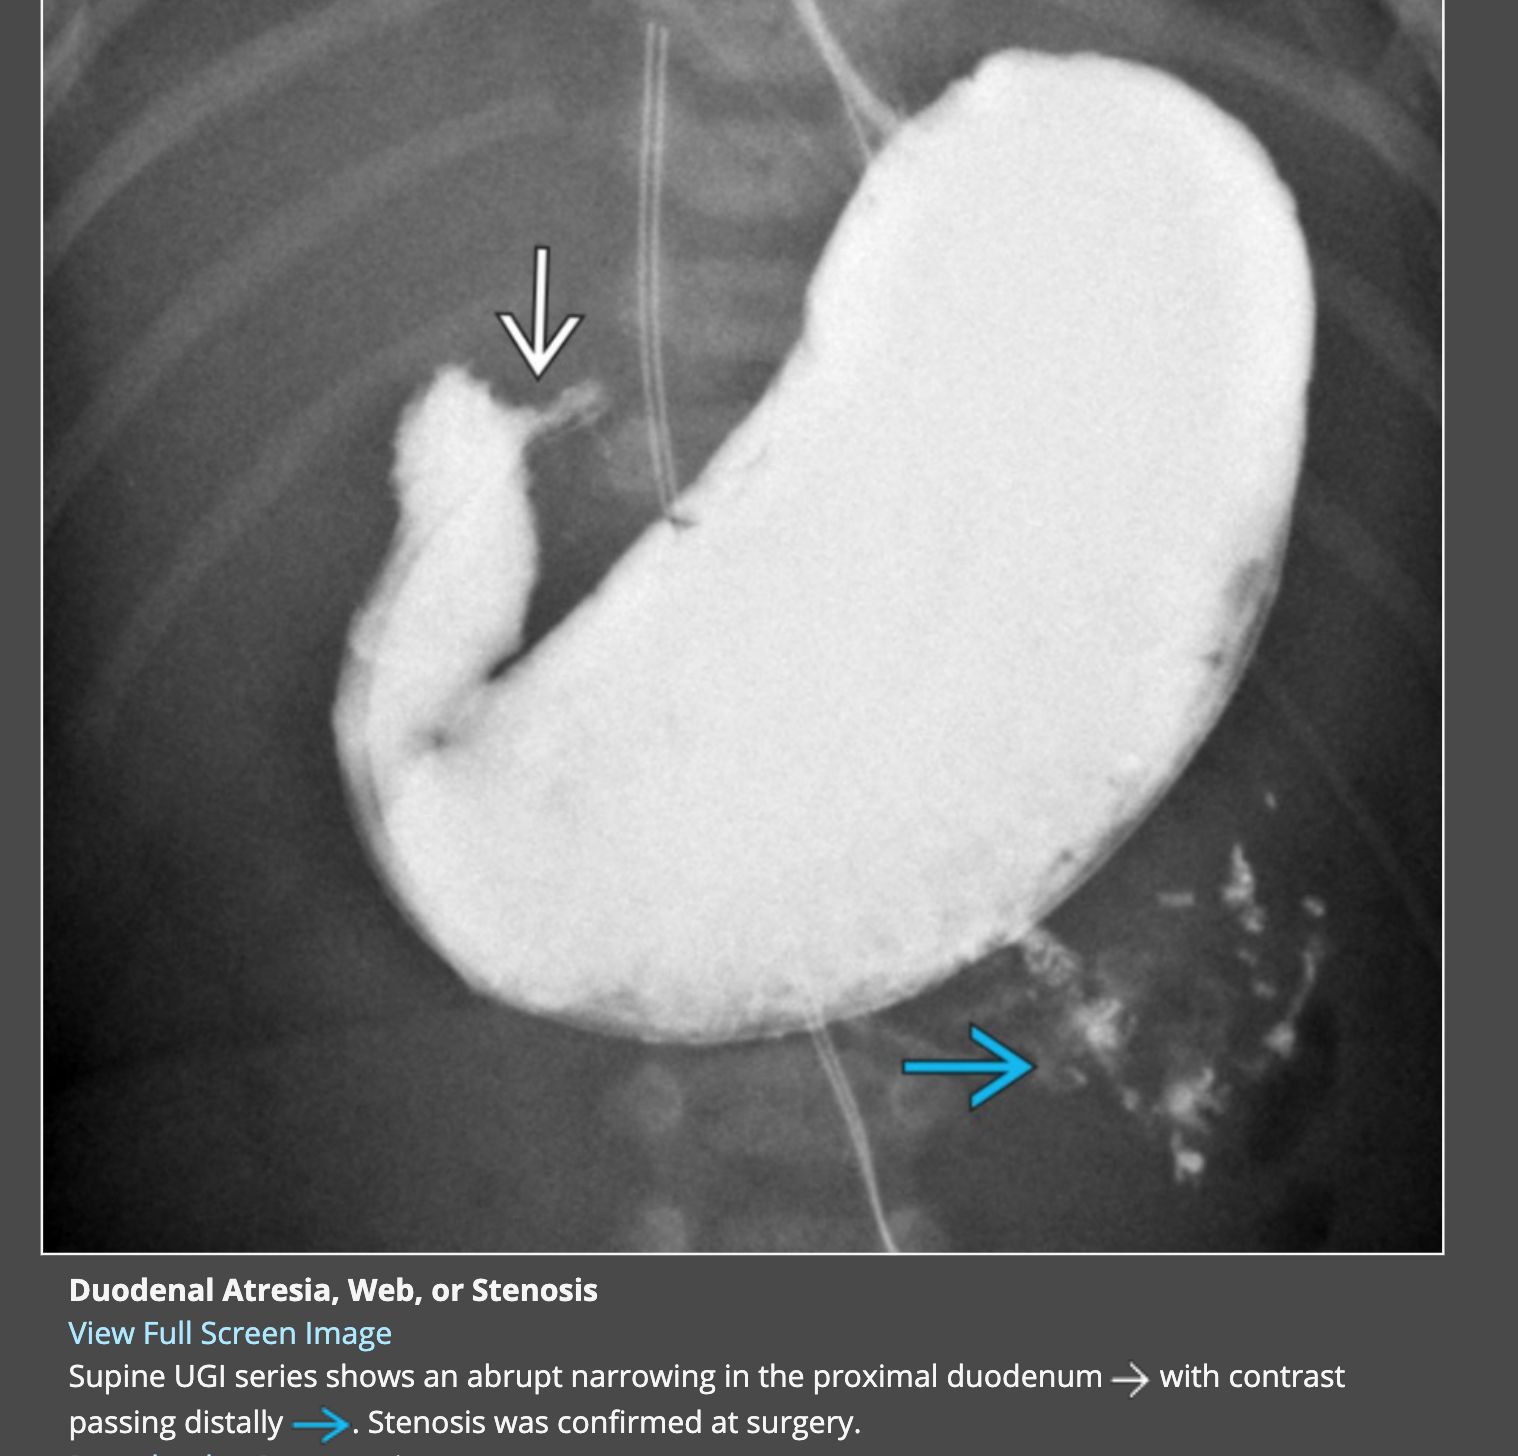 Duodenal Atresia, Web, or Stenosis
View Full Screen Image
Supine UGI series shows an abrupt narrowing in the proximal duodenum → with contrast
passing distally →. Stenosis was confirmed at surgery.